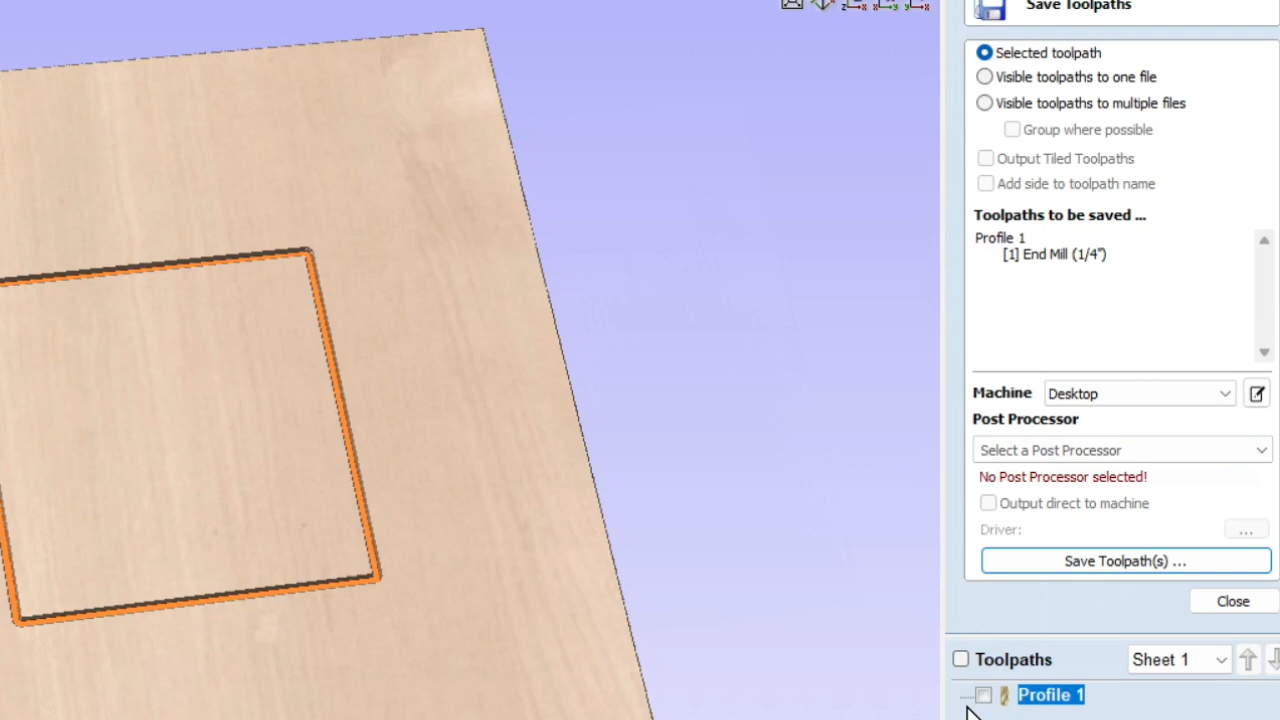 Save Toolpaths
Selected toolpath
Visible toolpaths to one file
Visible toolpaths to multiple files
Group where possible
Output Tiled Toolpaths
Add side to toolpath name
Toolpaths to be saved ...
Profile 1
[1] End Mill (1/4")
Machine Desktop
Post Processor
Select a Post Processor
No Post Processor selected!
Output direct to machine
Driver: ...
Save Toolpath(s) ...
Close
Toolpaths Sheet 1
Profile 1